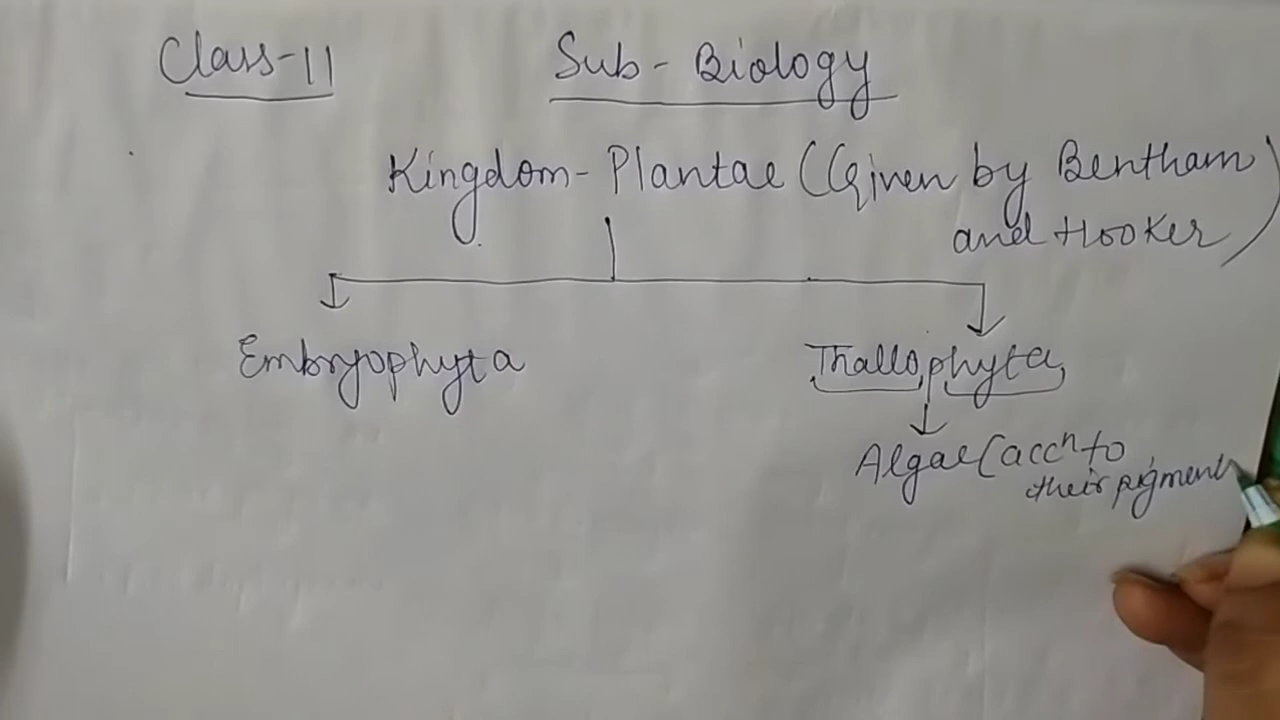 Class-11
Sub-Biology
Kingdom-Plantae (Given by Bentham
and Hooker)
Embryophyta
Thallophyta
Algae (accⁿ to
their pigment